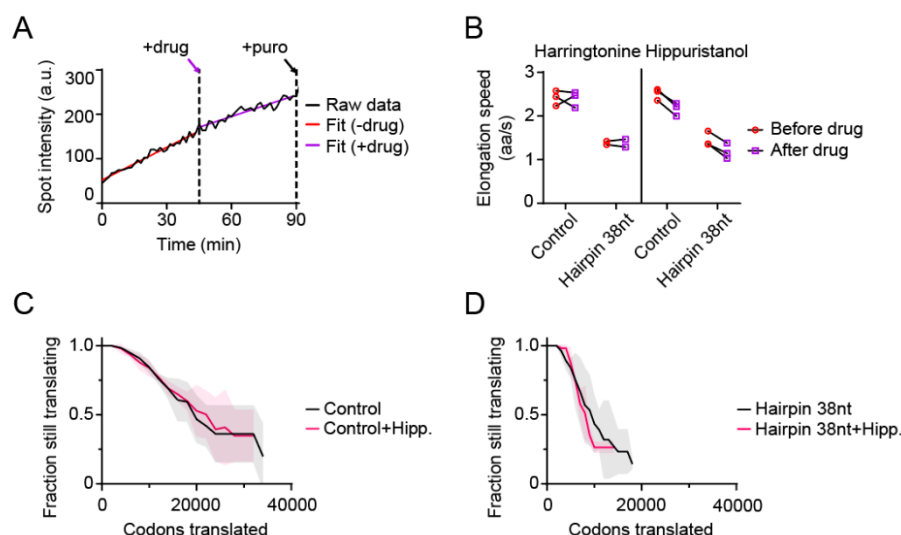 A
+drug
+puro
Spot intensity (a.u.)
300
200
100
0
0
30
60
90
Time (min)
Raw data
Fit (-drug)
Fit (+drug)
B
Harringtonine Hippuristanol
Elongation speed
(aa/s)
3
2
1
0
Control
Hairpin 38nt
Control
Hairpin 38nt
Before drug
After drug
C
Fraction still translating
1.0
0.5
0
0
20000
40000
Codons translated
Control
Control+Hipp.
D
Fraction still translating
1.0
0.5
0
0
20000
40000
Codons translated
Hairpin 38nt
Hairpin 38nt+Hipp.